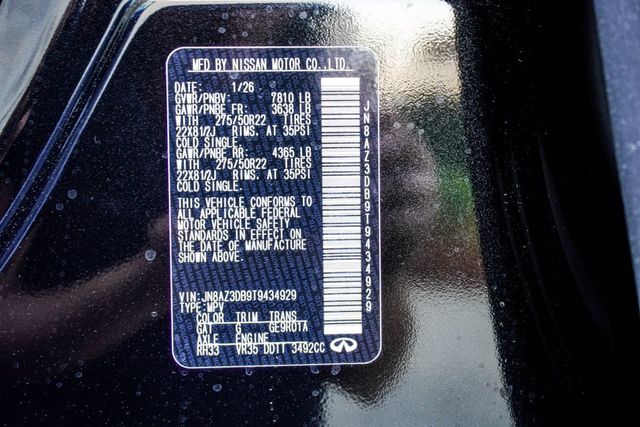 MFD BY NISSAN MOTOR CO.,LTD.
DATE: 1/26
GVWR/PNBV: 7810 LB
GAWR/PNBE FR: 3638 LB
WITH 275/50R22 TIRES
22X81/2J RIMS. AT 35PSI
COLD SINGLE.
GAWR/PNBE RR: 4365 LB
WITH 275/50R22 TIRES
22X81/2J RIMS. AT 35PSI
COLD SINGLE.
THIS VEHICLE CONFORMS TO
ALL APPLICABLE FEDERAL
MOTOR VEHICLE SAFETY
STANDARDS IN EFFECT ON
THE DATE OF MANUFACTURE
SHOWN ABOVE.
VIN: JN8AZ3DB9T9434929
TYPE: MPV
COLOR TRIM TRANS
GAT G GE9R01A
AXLE ENGINE
RH33 VR35 DDTT 3492CC
JN8AZ3DB9T9434929